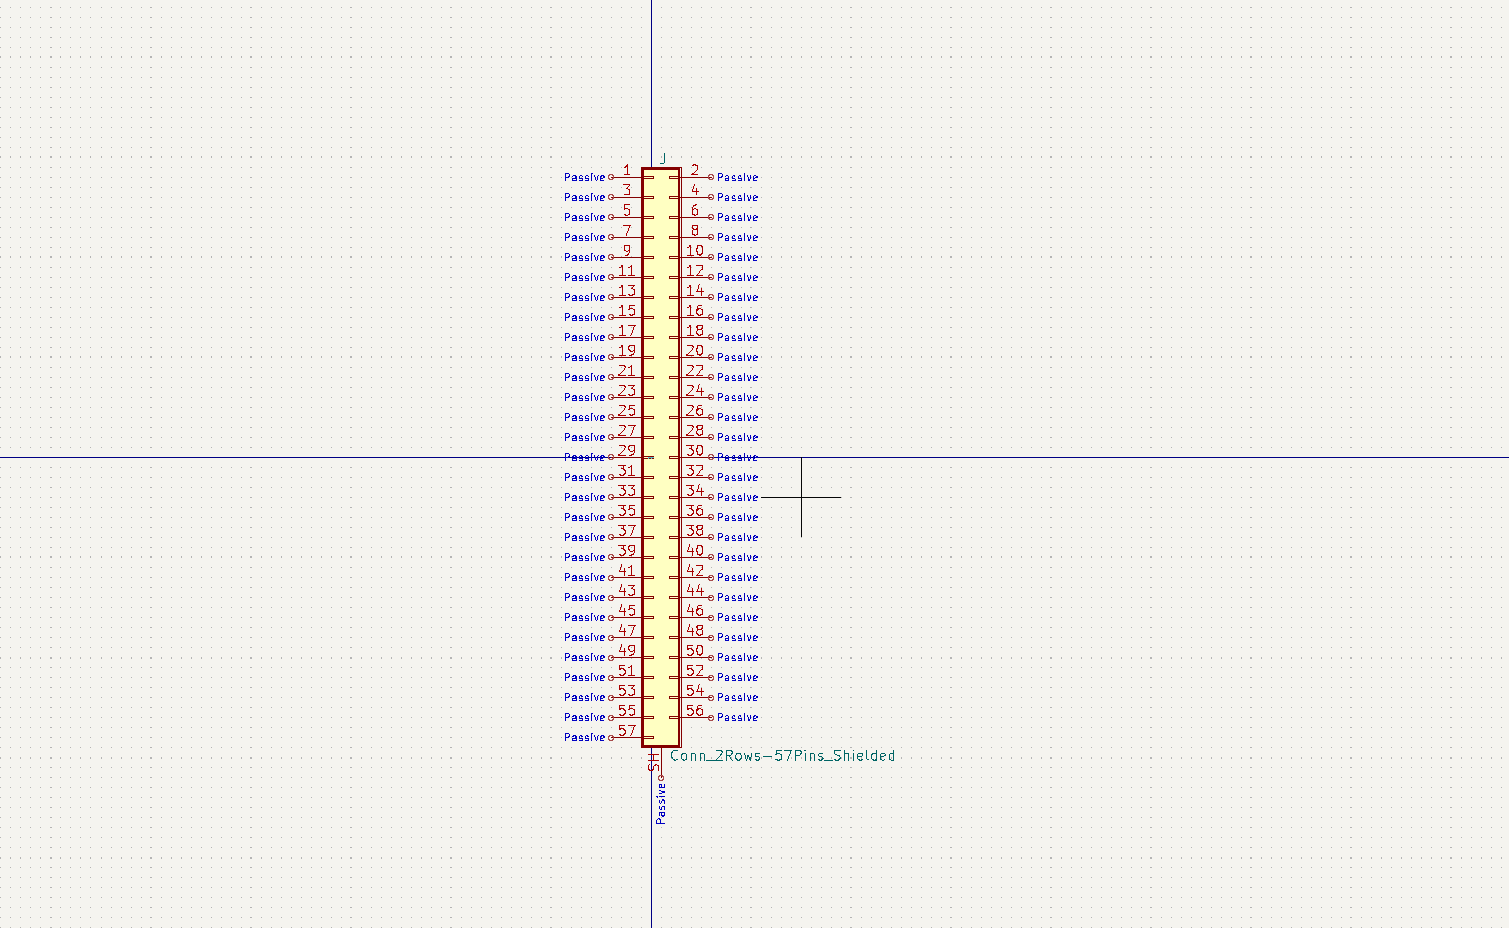 J
Passive 1 2 Passive
Passive 3 4 Passive
Passive 5 6 Passive
Passive 7 8 Passive
Passive 9 10 Passive
Passive 11 12 Passive
Passive 13 14 Passive
Passive 15 16 Passive
Passive 17 18 Passive
Passive 19 20 Passive
Passive 21 22 Passive
Passive 23 24 Passive
Passive 25 26 Passive
Passive 27 28 Passive
Passive 29 30 Passive
Passive 31 32 Passive
Passive 33 34 Passive
Passive 35 36 Passive
Passive 37 38 Passive
Passive 39 40 Passive
Passive 41 42 Passive
Passive 43 44 Passive
Passive 45 46 Passive
Passive 47 48 Passive
Passive 49 50 Passive
Passive 51 52 Passive
Passive 53 54 Passive
Passive 55 56 Passive
Passive 57
SH Conn_2Rows-57Pins_Shielded
Passive